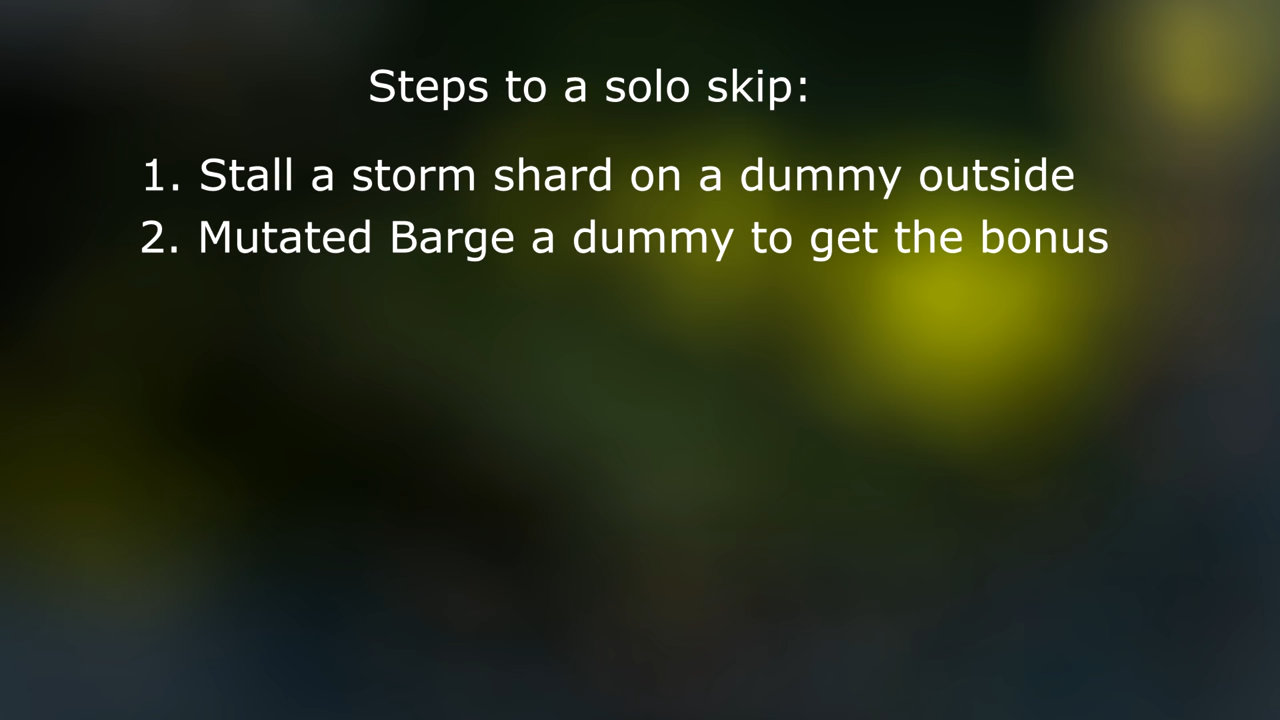 Steps to a solo skip:
1. Stall a storm shard on a dummy outside
2. Mutated Barge a dummy to get the bonus